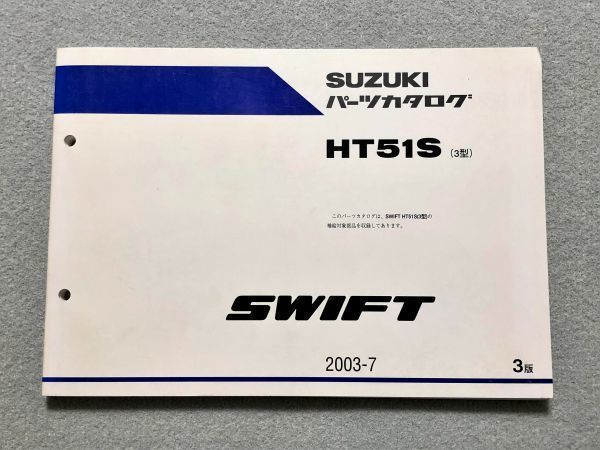 SUZUKI
パーツカタログ
HT51S (3型)
このパーツカタログは、SWIFT HT51S(3型)の
補給対象部品を収録してあります。
SWIFT
2003-7
3版